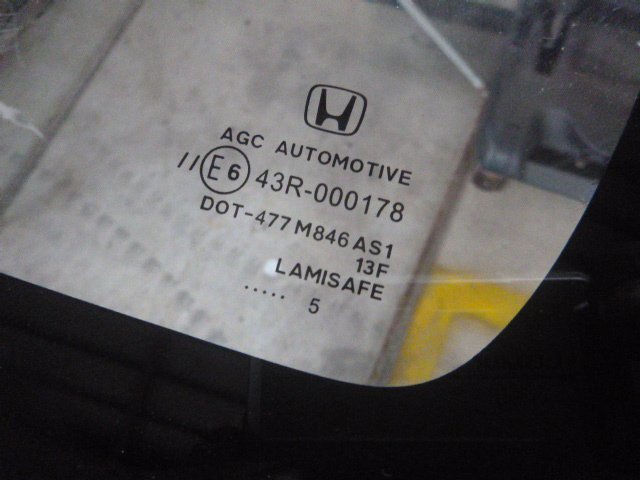 AGC AUTOMOTIVE
//E6 43R-000178
DOT-477 M846 AS1
13F
LAMISAFE
..... 5